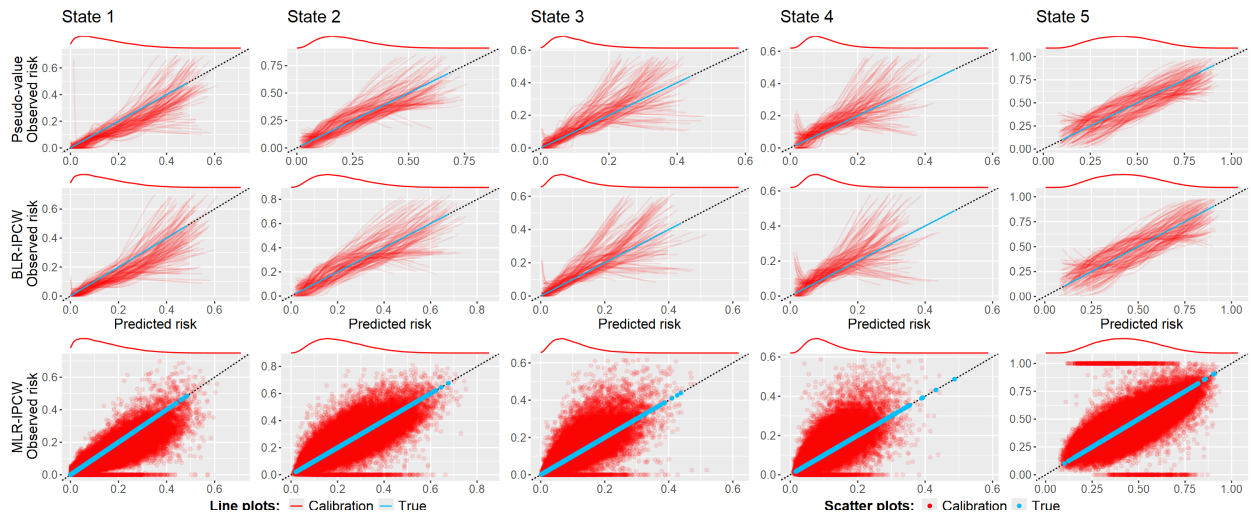 State 1 State 2 State 3 State 4 State 5
Pseudo-value
Observed risk
0.6
0.4
0.2
0.0
0.0 0.2 0.4 0.6
0.75
0.50
0.25
0.00 0.25 0.50 0.75
0.6
0.4
0.2
0.0
0.0 0.2 0.4 0.6
0.6
0.4
0.2
0.0
0.0 0.2 0.4 0.6
1.00
0.75
0.50
0.25
0.00
0.00 0.25 0.50 0.75 1.00
BLR-IPCW
Observed risk
0.6
0.4
0.2
0.0
0.0 0.2 0.4 0.6
Predicted risk
0.8
0.6
0.4
0.2
0.0
0.0 0.2 0.4 0.6 0.8
Predicted risk
0.6
0.4
0.2
0.0
0.0 0.2 0.4 0.6
Predicted risk
0.6
0.4
0.2
0.0
0.0 0.2 0.4 0.6
Predicted risk
1.00
0.75
0.50
0.25
0.00
0.00 0.25 0.50 0.75 1.00
Predicted risk
MLR-IPCW
Observed risk
0.6
0.4
0.2
0.0
0.0 0.2 0.4 0.6
0.8
0.6
0.4
0.2
0.0
0.0 0.2 0.4 0.6 0.8
0.6
0.4
0.2
0.0
0.0 0.2 0.4 0.6
0.6
0.4
0.2
0.0
0.0 0.2 0.4 0.6
1.00
0.75
0.50
0.25
0.00
0.00 0.25 0.50 0.75 1.00
Line plots: Calibration True
Scatter plots: Calibration True